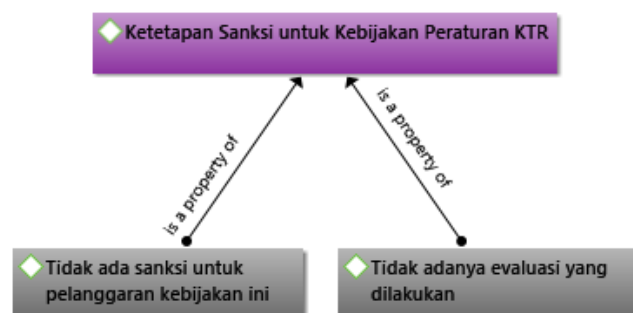 Ketetapan Sanksi untuk Kebijakan Peraturan KTR
is a property of
is a property of
Tidak ada sanksi untuk
pelanggaran kebijakan ini
Tidak adanya evaluasi yang
dilakukan